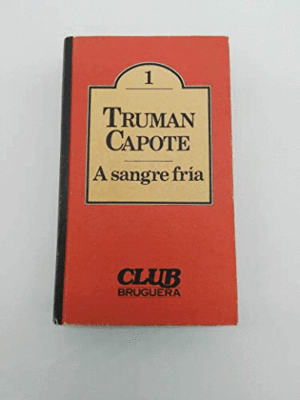 1
TRUMAN
CAPOTE
A sangre fría
CLUB
BRUGUERA